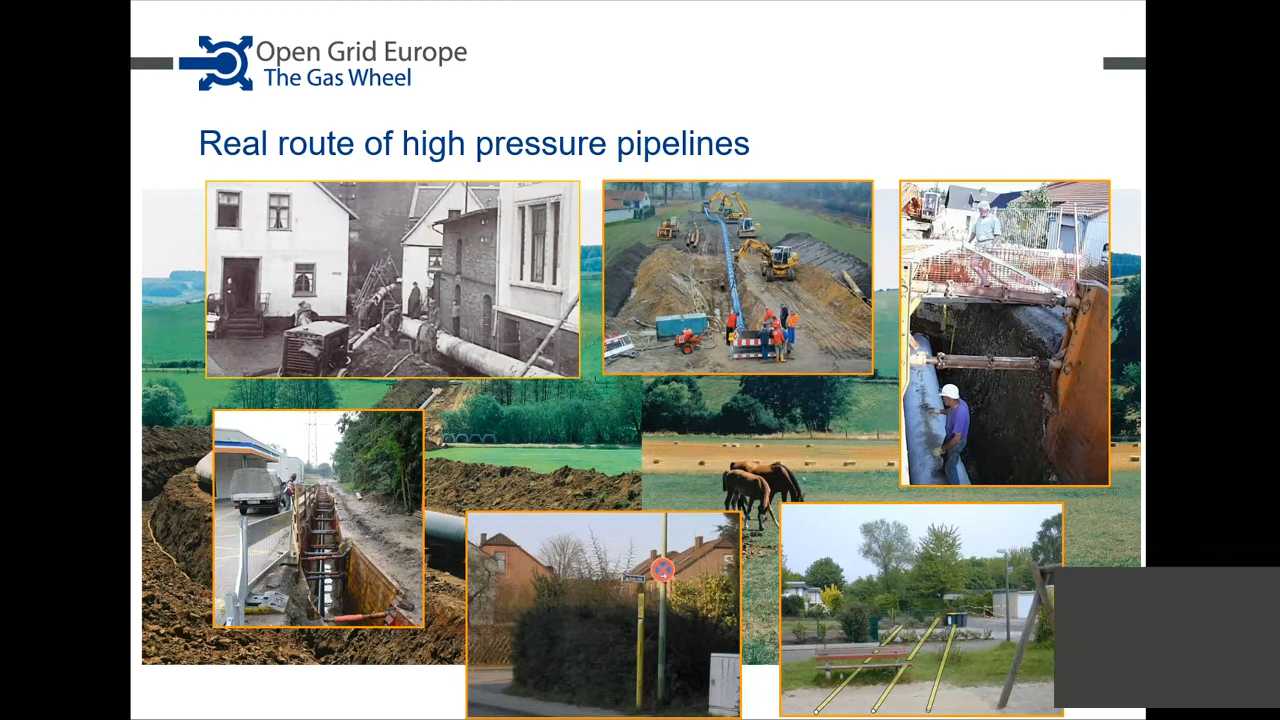 Open Grid Europe
The Gas Wheel
Real route of high pressure pipelines